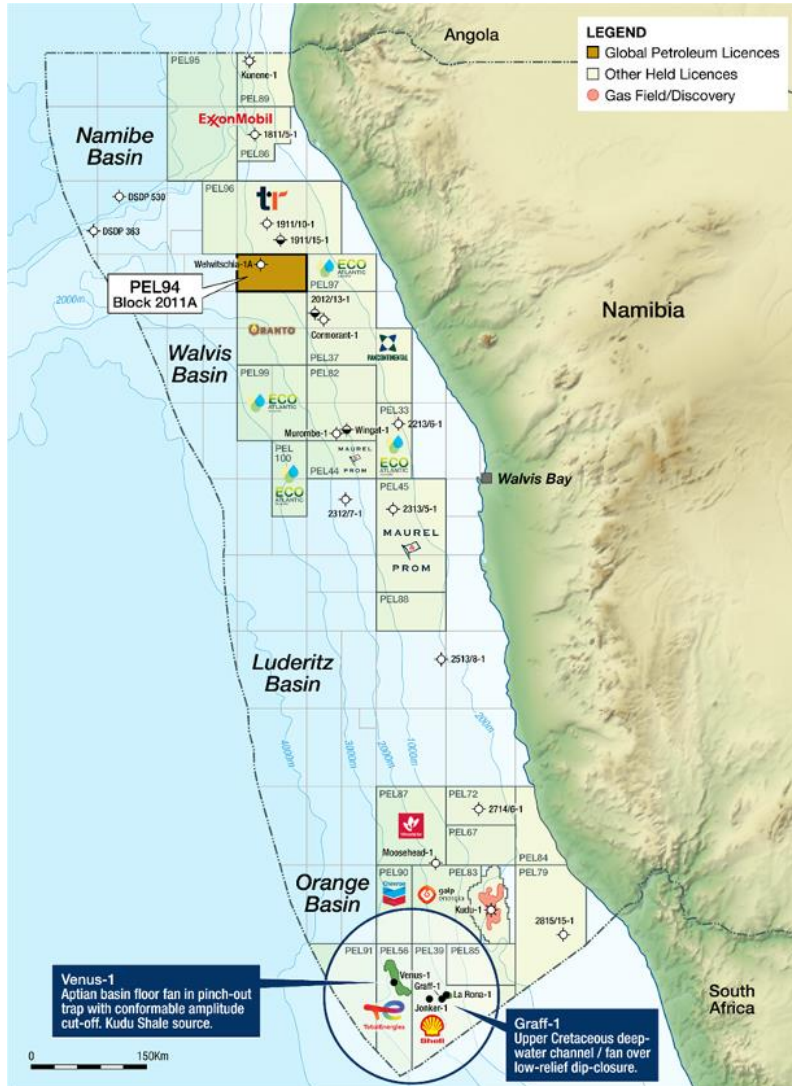 Angola
LEGEND
Global Petroleum Licences
Other Held Licences
Gas Field/Discovery
PEL95
Kunene-1
PEL89
ExxonMobil
1811/5-1
PEL86
Namibe
Basin
DSDP 530
DSDP 363
PEL96
tr
1911/10-1
1911/15-1
Welwitschia-1A
PEL94
Block 2011A
2000m
ECO
ATLANTIC
PEL97
Namibia
2012/13-1
Cormorant-1
ORANTO
PANCONTINENTAL
PEL37
Walvis
Basin
PEL99
ECO
ATLANTIC
PEL82
PEL33
2213/6-1
Murombe-1
Wingat-1
ECO
ATLANTIC
MAUREL
PROM
PEL44
PEL
100
ECO
ATLANTIC
Walvis Bay
PEL45
2312/7-1
2313/5-1
MAUREL
PROM
PEL88
Luderitz
Basin
2513/8-1
4000m
3000m
2000m
1000m
200m
PEL87
PEL72
2714/6-1
PEL67
Moosehead-1
PEL84
Orange
Basin
PEL90
Chevron
galp
energia
PEL83
Kudu-1
PEL79
2815/15-1
PEL91
PEL56
PEL39
PEL85
Venus-1
Graff-1
La Rona-1
Jonker-1
TotalEnergies
Shell
Venus-1
Aptian basin floor fan in pinch-out
trap with conformable amplitude
cut-off. Kudu Shale source.
Graff-1
Upper Cretaceous deep-
water channel / fan over
low-relief dip-closure.
South
Africa
0
150Km